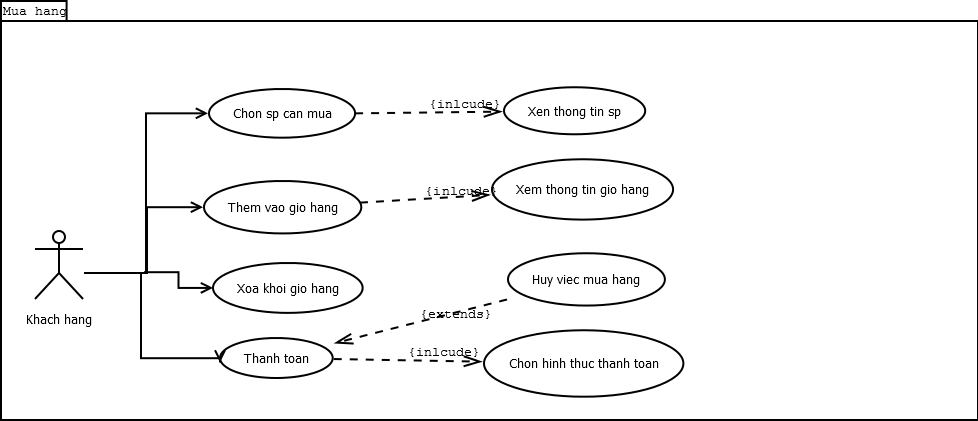 Mua hang
Chon sp can mua
{inlcude}
Xen thong tin sp
Them vao gio hang
{inlcude}
Xem thong tin gio hang
Khach hang
Xoa khoi gio hang
Huy viec mua hang
{extends}
Thanh toan
{inlcude}
Chon hinh thuc thanh toan